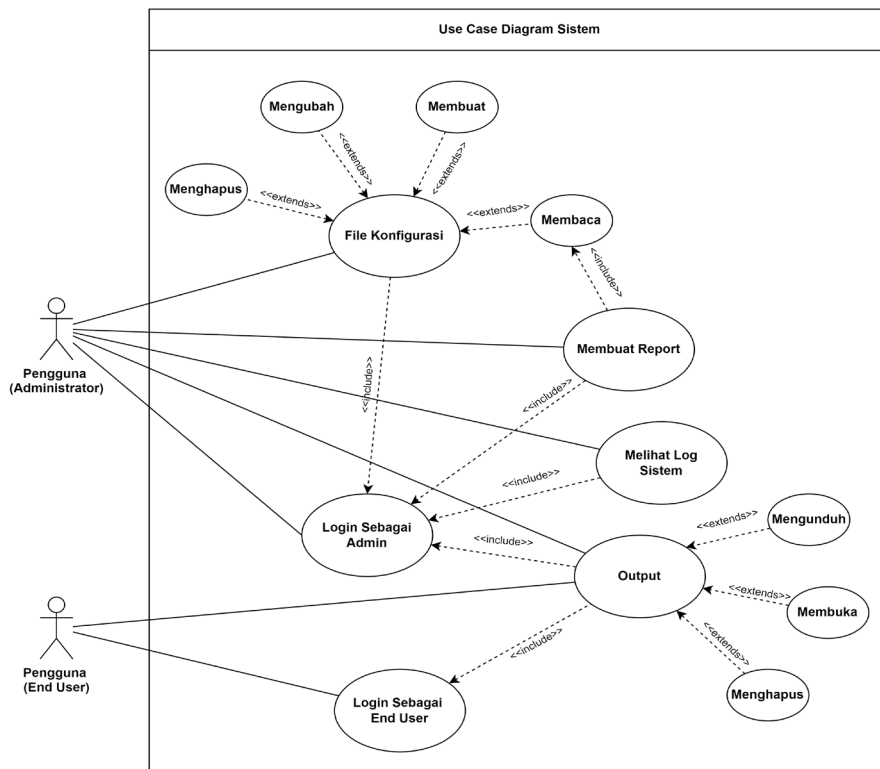 Use Case Diagram Sistem
Mengubah
Membuat
<<extends>>
<<extends>>
Menghapus
<<extends>>
File Konfigurasi
<<extends>>
Membaca
<<include>>
Membuat Report
Pengguna
(Administrator)
<<include>>
<<include>>
Melihat Log
Sistem
<<include>>
Login Sebagai
Admin
<<include>>
<<extends>>
Mengunduh
Output
<<extends>>
Membuka
Pengguna
(End User)
<<include>>
<<extends>>
Menghapus
Login Sebagai
End User